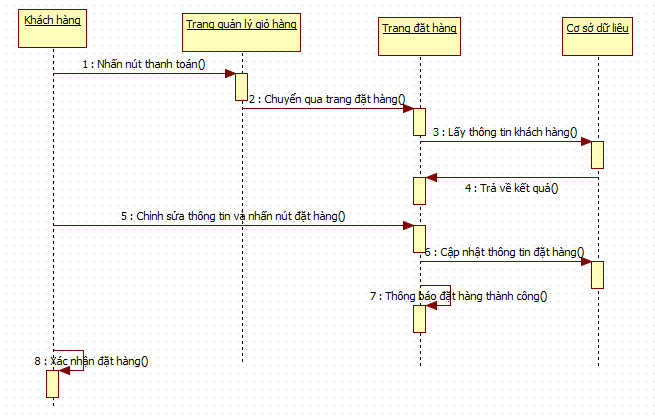 Khách hàng
Trang quản lý giỏ hàng
Trang đặt hàng
Cơ sở dữ liêu
1 : Nhấn nút thanh toán()
2 : Chuyển qua trang đặt hàng()
3 : Lấy thông tin khách hàng()
4 : Trả về kết quả()
5 : Chỉnh sửa thông tin và nhấn nút đặt hàng()
6 : Cập nhật thông tin đặt hàng()
7 : Thông báo đặt hàng thành công()
8 : Xác nhận đặt hàng()